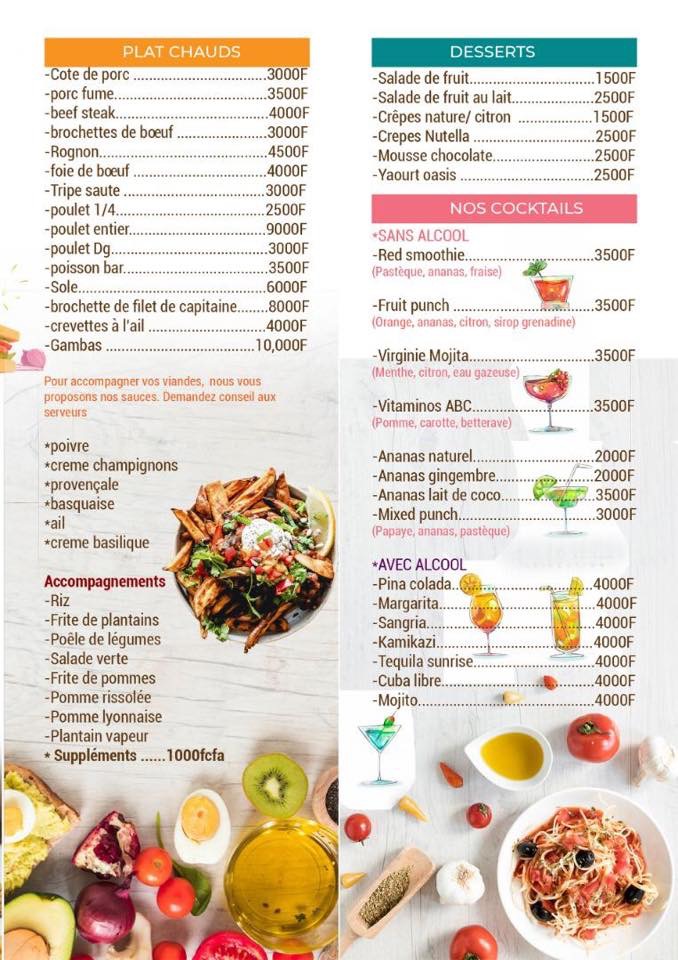 PLAT CHAUDS
-Cote de porc ...............................3000F
-porc fume....................................3500F
-beef steak....................................4000F
-brochettes de bœuf .....................3000F
-Rognon........................................4500F
-foie de bœuf ................................4000F
-Tripe saute ..................................3000F
-poulet 1/4....................................2500F
-poulet entier................................9000F
-poulet Dg.....................................3000F
-poisson bar..................................3500F
-Sole..............................................6000F
-brochette de filet de capitaine.......8000F
-crevettes à l'ail ............................4000F
-Gambas ....................................10,000F
Pour accompagner vos viandes, nous vous
proposons nos sauces. Demandez conseil aux
serveurs
*poivre
*creme champignons
*provençale
*basquaise
*ail
*creme basilique
Accompagnements
-Riz
-Frite de plantains
-Poêle de légumes
-Salade verte
-Frite de pommes
-Pomme rissolée
-Pomme lyonnaise
-Plantain vapeur
* Suppléments ......1000fcfa
DESSERTS
-Salade de fruit..............................1500F
-Salade de fruit au lait....................2500F
-Crêpes nature/ citron ..................1500F
-Crepes Nutella .............................2500F
-Mousse chocolate........................2500F
-Yaourt oasis ................................2500F
NOS COCKTAILS
*SANS ALCOOL
-Red smoothie...............................3500F
(Pastèque, ananas, fraise)
-Fruit punch ..................................3500F
(Orange, ananas, citron, sirop grenadine)
-Virginie Mojita..............................3500F
(Menthe, citron, eau gazeuse)
-Vitaminos ABC.............................3500F
(Pomme, carotte, betterave)
-Ananas naturel.............................2000F
-Ananas gingembre.......................2000F
-Ananas lait de coco......................3500F
-Mixed punch................................3000F
(Papaye, ananas, pastèque)
*AVEC ALCOOL
-Pina colada..................................4000F
-Margarita.....................................4000F
-Sangria........................................4000F
-Kamikazi......................................4000F
-Tequila sunrise.............................4000F
-Cuba libre....................................4000F
-Mojito..........................................4000F